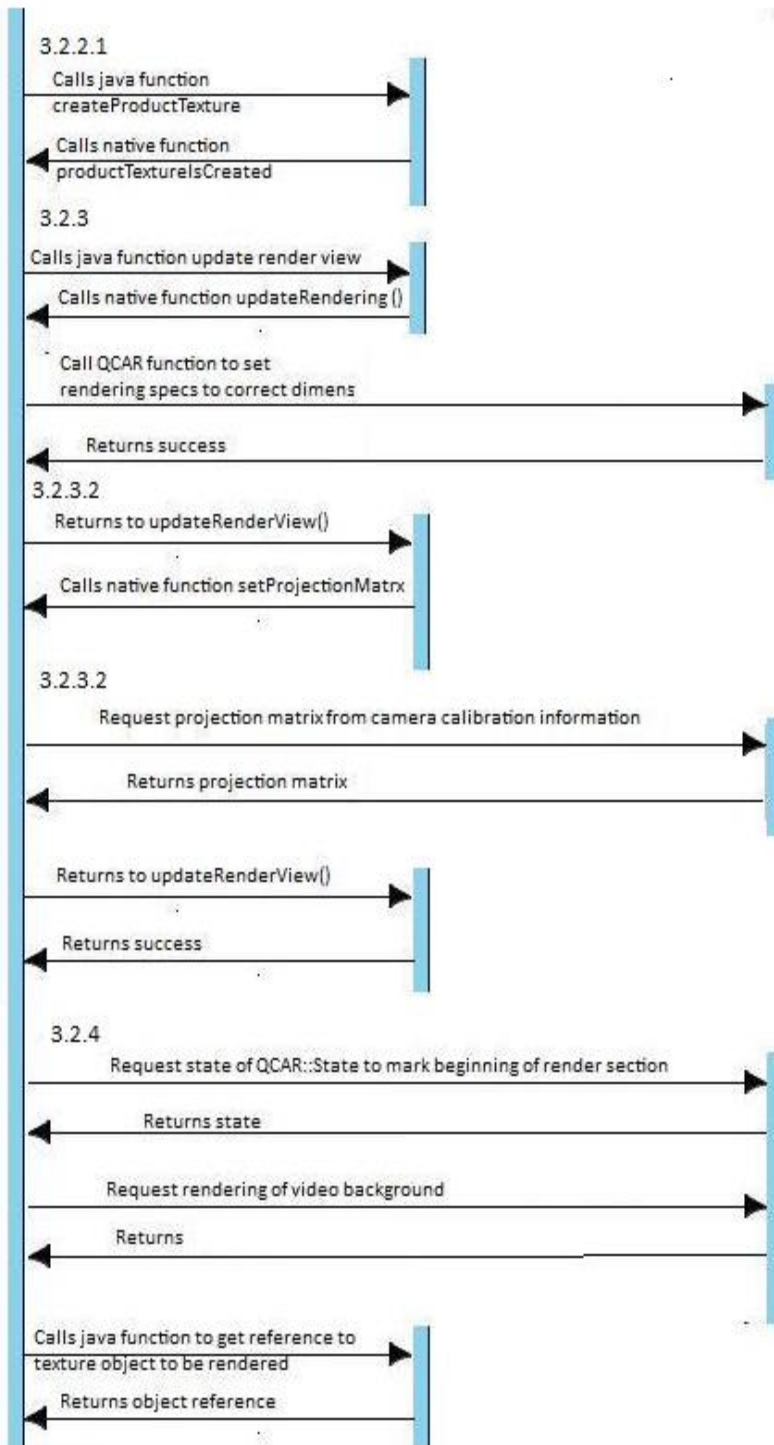 3.2.2.1
Calls java function
createProductTexture
Calls native function
productTextureIsCreated
3.2.3
Calls java function update render view
Calls native function updateRendering()
Call QCAR function to set
rendering specs to correct dimens
Returns success
3.2.3.2
Returns to updateRenderView()
Calls native function setProjectionMatrx
3.2.3.2
Request projection matrix from camera calibration information
Returns projection matrix
Returns to updateRenderView()
Returns success
3.2.4
Request state of QCAR::State to mark beginning of render section
Returns state
Request rendering of video background
Returns
Calls java function to get reference to
texture object to be rendered
Returns object reference